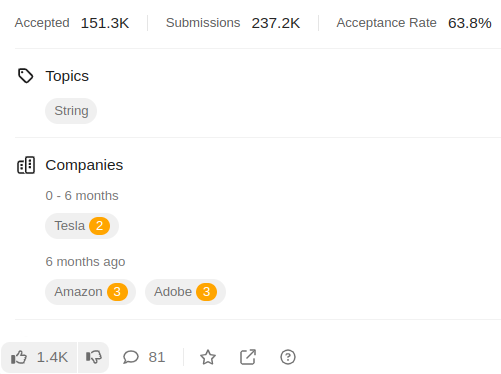 Accepted 151.3K Submissions 237.2K Acceptance Rate 63.8%
Topics
String
Companies
0 - 6 months
Tesla 2
6 months ago
Amazon 3 Adobe 3
1.4K 81